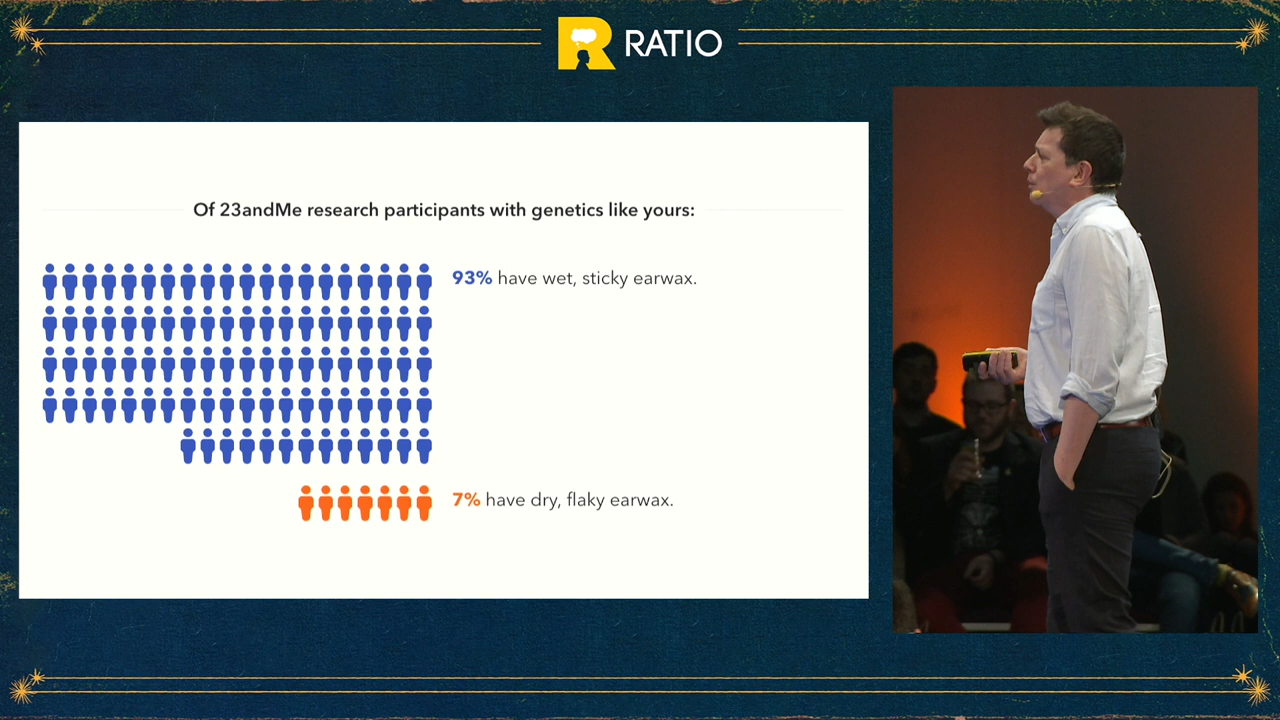 RATIO
Of 23andMe research participants with genetics like yours:
93% have wet, sticky earwax.
7% have dry, flaky earwax.